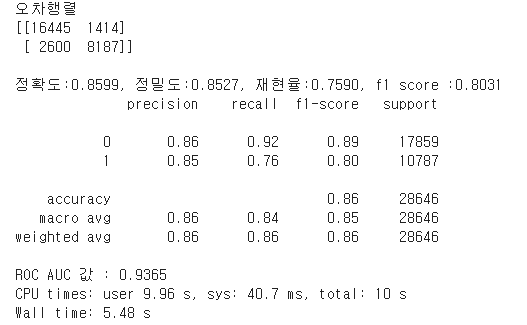 오차행렬
[[16445  1414]
 [ 2600  8187]]
정확도:0.8599, 정밀도:0.8527, 재현율:0.7590, f1 score :0.8031
precision    recall  f1-score   support
0       0.86      0.92      0.89     17859
1       0.85      0.76      0.80     10787
accuracy                           0.86     28646
macro avg       0.86      0.84      0.85     28646
weighted avg       0.86      0.86      0.86     28646
ROC AUC 값 : 0.9365
CPU times: user 9.96 s, sys: 40.7 ms, total: 10 s
Wall time: 5.48 s